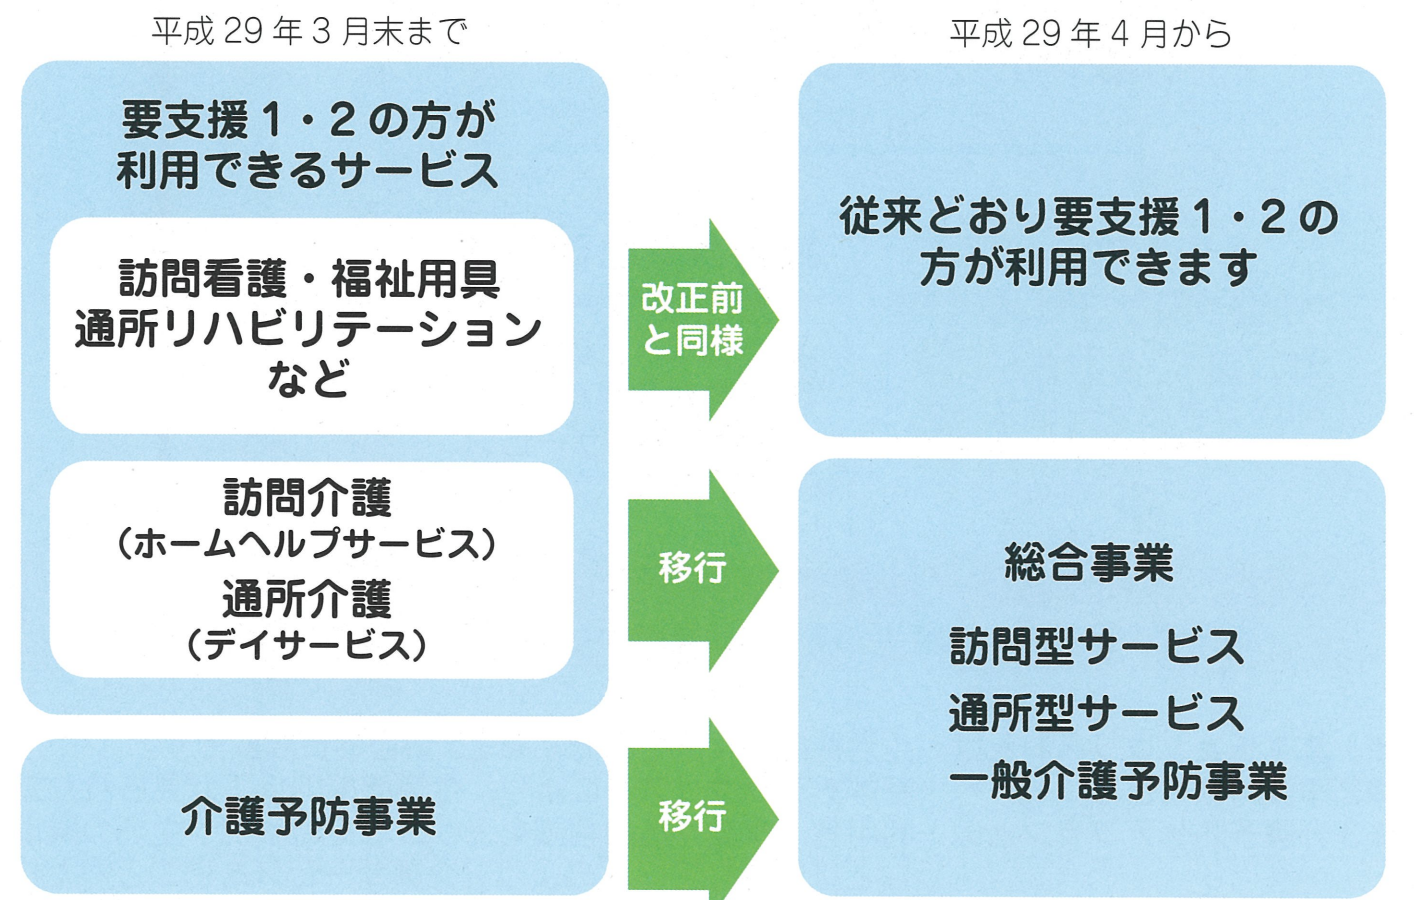 平成 29 年 3 月末まで
要支援 1・2 の方が
利用できるサービス
訪問看護・福祉用具
通所リハビリテーション
など
訪問介護
（ホームヘルプサービス）
通所介護
（デイサービス）
介護予防事業
改正前
と同様
移行
移行
平成 29 年 4 月から
従来どおり要支援 1・2 の
方が利用できます
総合事業
訪問型サービス
通所型サービス
一般介護予防事業